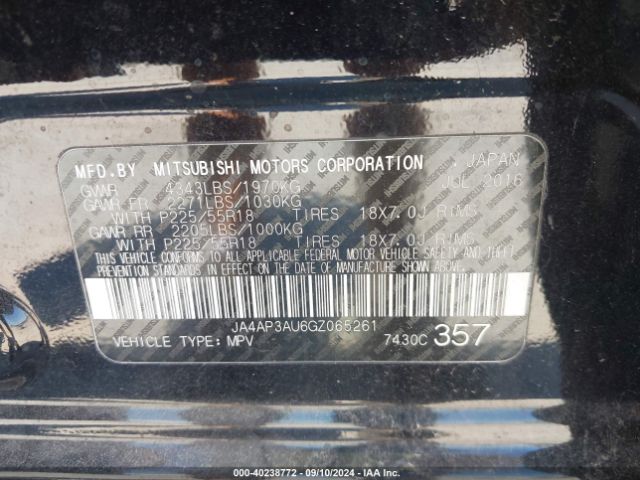 MFD.BY MITSUBISHI MOTORS CORPORATION JAPAN
GVWR 4343LBS/1970KG JUL 2016
GAWR FR 2271LBS/1030KG
WITH P225/55R18 TIRES 18X7.0J RIMS
GAWR RR 2205LBS/1000KG
WITH P225/55R18 TIRES 18X7.0J RIMS
THIS VEHICLE CONFORMS TO ALL APPLICABLE FEDERAL MOTOR VEHICLE SAFETY AND THEFT
PREVENTION STANDARDS IN EFFECT ON THE DATE OF MANUFACTURE SHOWN ABOVE.
JA4AP3AU6GZ065261
VEHICLE TYPE: MPV 7430C 357
000-40238772 — 09/10/2024 — IAA Inc.